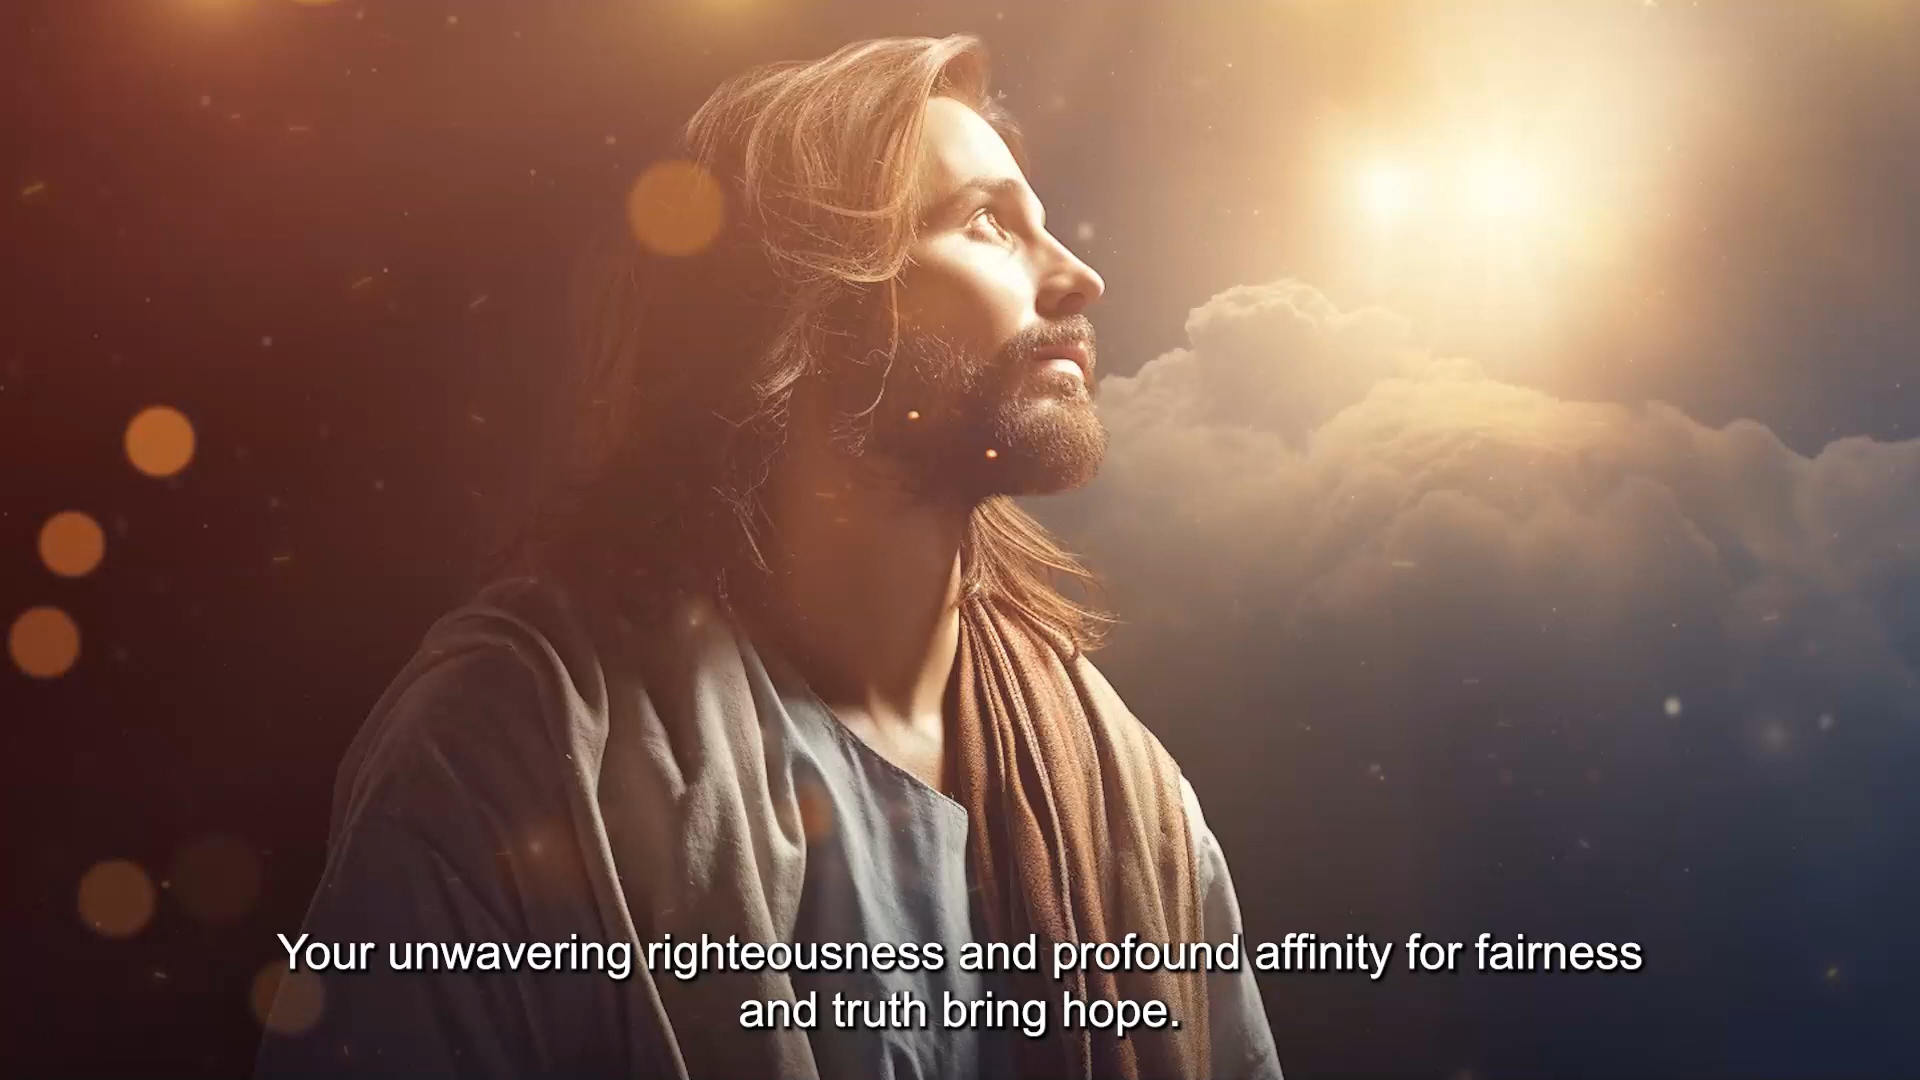 Your unwavering righteousness and profound affinity for fairness
and truth bring hope.